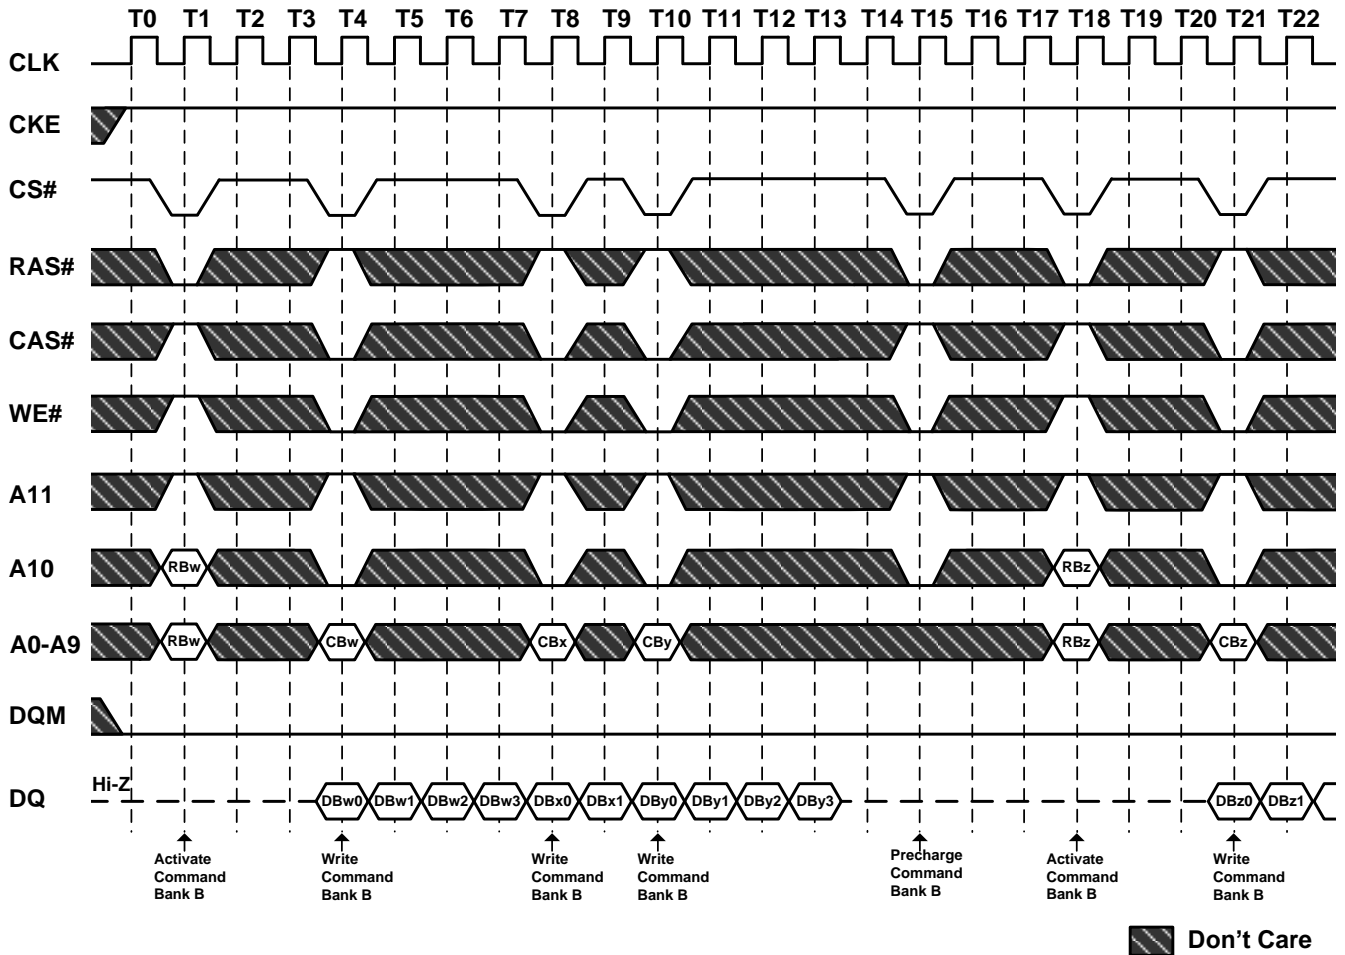 T0 T1 T2 T3 T4 T5 T6 T7 T8 T9 T10 T11 T12 T13 T14 T15 T16 T17 T18 T19 T20 T21 T22
CLK
CKE
CS#
RAS#
CAS#
WE#
A11
A10 RBw RBz
A0-A9 RBw CBw CBx CBy RBz CBz
DQM
Hi-Z
DQ DBw0 DBw1 DBw2 DBw3 DBx0 DBx1 DBy0 DBy1 DBy2 DBy3 DBz0 DBz1
Activate
Command
Bank B
Write
Command
Bank B
Write
Command
Bank B
Write
Command
Bank B
Precharge
Command
Bank B
Activate
Command
Bank B
Write
Command
Bank B
Don't Care